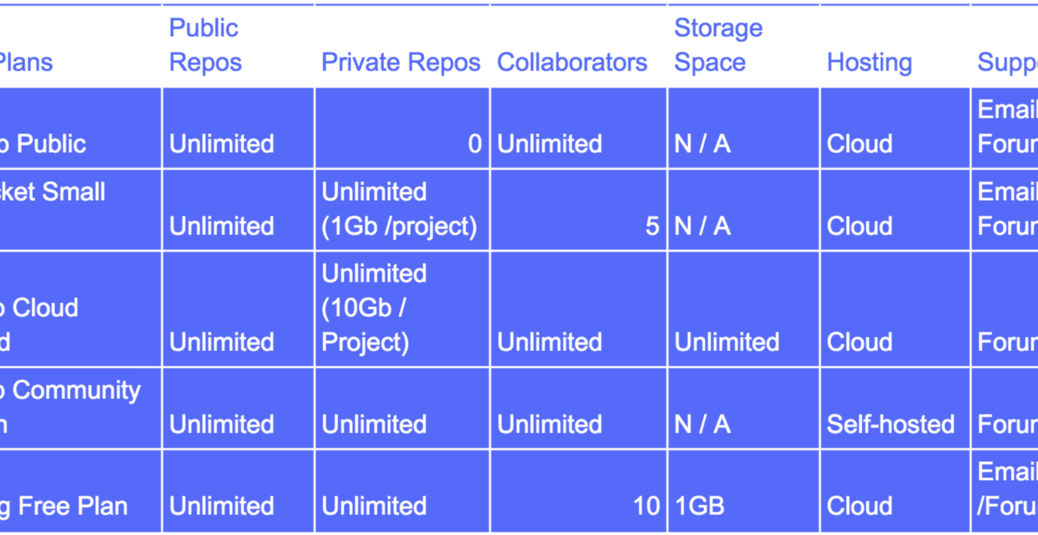 Plans Public Repos Private Repos Collaborators Storage Space Hosting Supp
b Public Unlimited 0 Unlimited N / A Cloud Email Forum
cket Small Unlimited Unlimited (1Gb /project) 5 N / A Cloud Email Forum
b Cloud d Unlimited Unlimited (10Gb / Project) Unlimited Unlimited Cloud Forum
b Community n Unlimited Unlimited Unlimited N / A Self-hosted Forum
g Free Plan Unlimited Unlimited 10 1GB Cloud Email /Foru